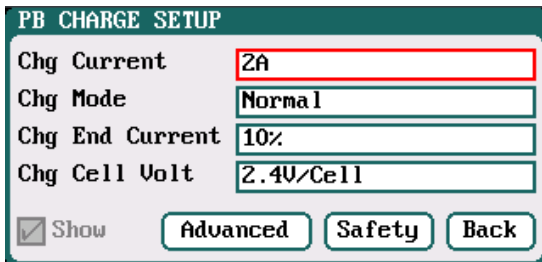 PB CHARGE SETUP
Chg Current 2A
Chg Mode Normal
Chg End Current 10%
Chg Cell Volt 2.4V/Cell
Show Advanced Safety Back